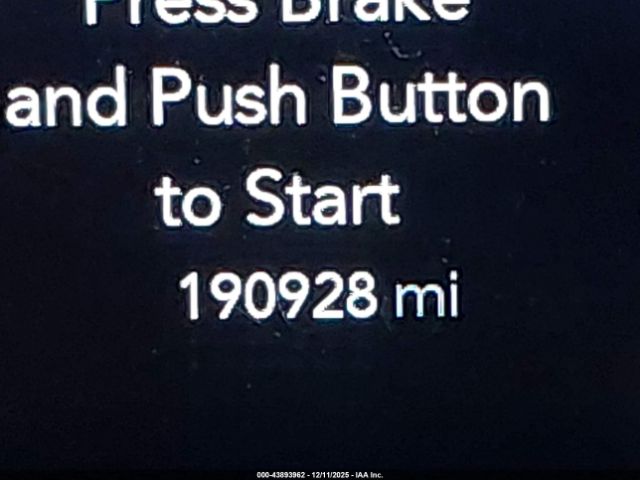 Press Brake
and Push Button
to Start
190928 mi
000-43893962 - 12/11/2025 - IAA Inc.